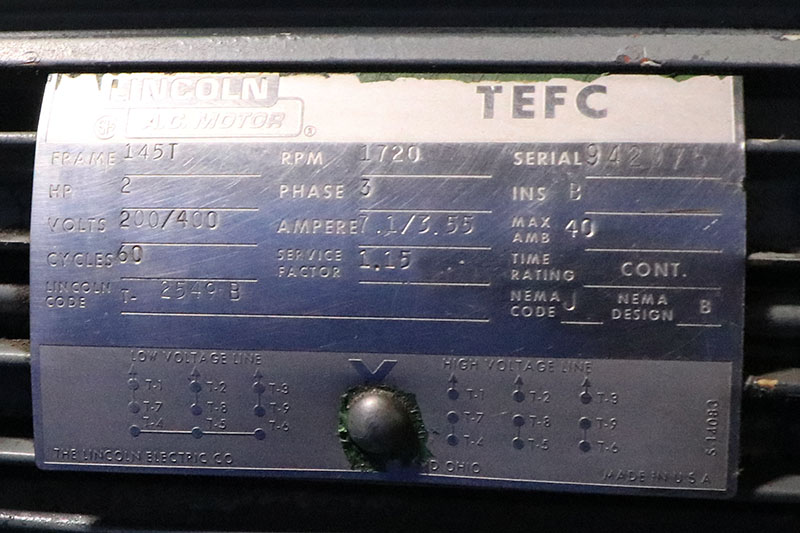 LINCOLN
A.C. MOTOR ®
TEFC
FRAME 145T RPM 1720 SERIAL
HP 2 PHASE 3 INS B
VOLTS 200/400 AMPERE 7.1/3.55 MAX AMB 40
CYCLES 60 SERVICE FACTOR 1.15 TIME RATING CONT.
LINCOLN CODE T- 2549-B NEMA CODE J NEMA DESIGN B
LOW VOLTAGE LINE HIGH VOLTAGE LINE
T-1 T-2 T-3 T-1 T-2 T-3
T-7 T-8 T-9 T-7 T-8 T-9
T-4 T-5 T-6 T-4 T-5 T-6
S 14083
THE LINCOLN ELECTRIC CO OHIO MADE IN U.S.A.